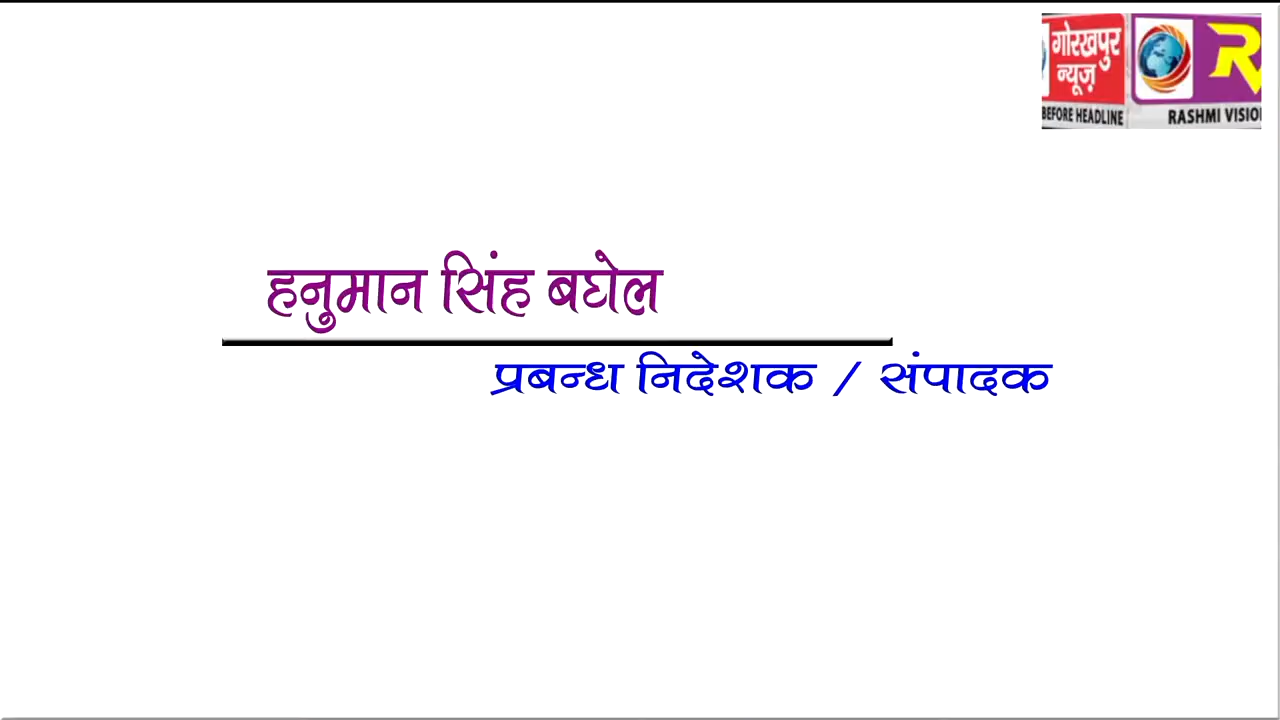 गोरखपुर
न्यूज़
BEFORE HEADLINE
R
RASHMI VISIO
हनुमान सिंह बघेल
प्रबन्ध निदेशक / संपादक